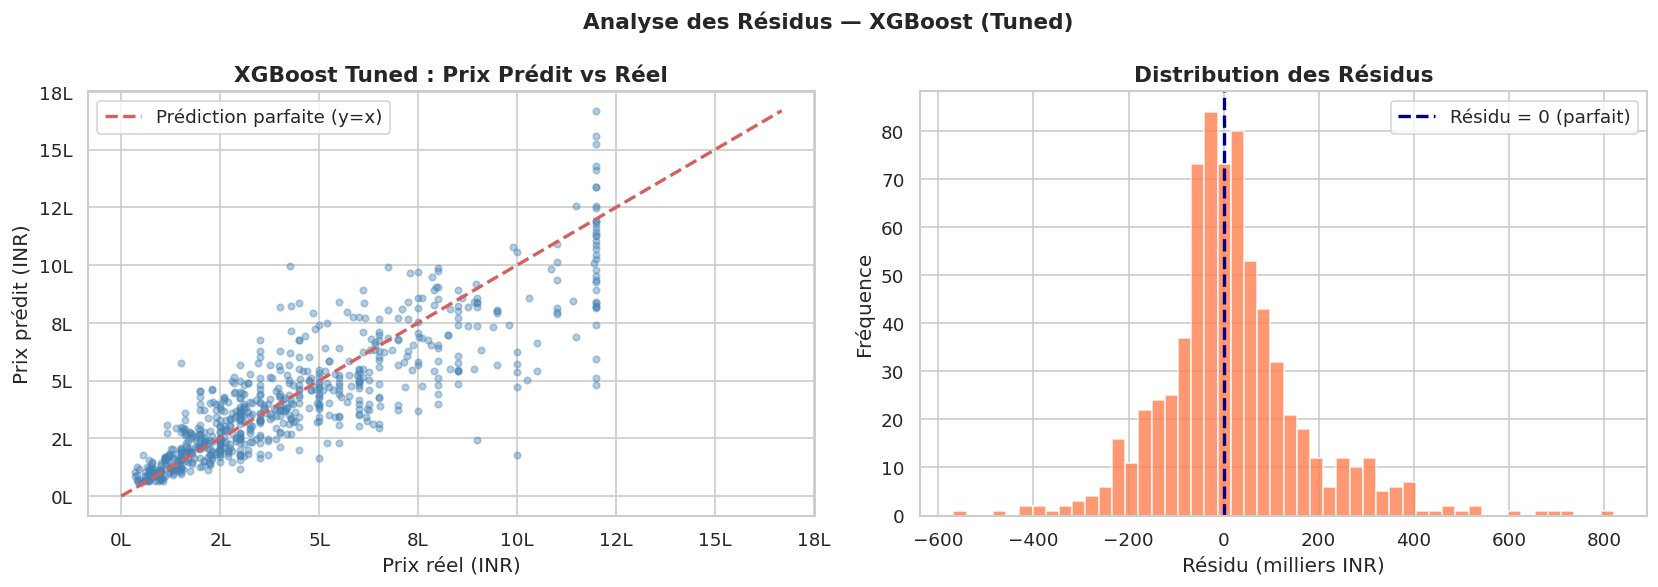 Analyse des Résidus — XGBoost (Tuned)
XGBoost Tuned : Prix Prédit vs Réel
18L
15L
12L
10L
8L
5L
2L
0L
Prix prédit (INR)
Prédiction parfaite (y=x)
0L 2L 5L 8L 10L 12L 15L 18L
Prix réel (INR)
Distribution des Résidus
80
70
60
50
40
30
20
10
0
Fréquence
Résidu = 0 (parfait)
−600 −400 −200 0 200 400 600 800
Résidu (milliers INR)